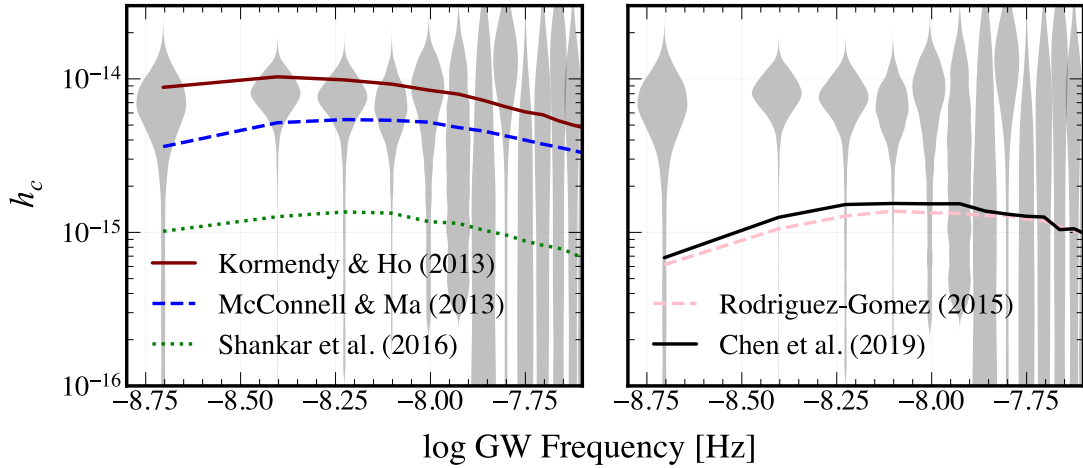 10⁻¹⁴
10⁻¹⁵
10⁻¹⁶
h_c
Kormendy & Ho (2013)
McConnell & Ma (2013)
Shankar et al. (2016)
−8.75 −8.50 −8.25 −8.00 −7.75
Rodriguez-Gomez (2015)
Chen et al. (2019)
−8.75 −8.50 −8.25 −8.00 −7.75
log GW Frequency [Hz]